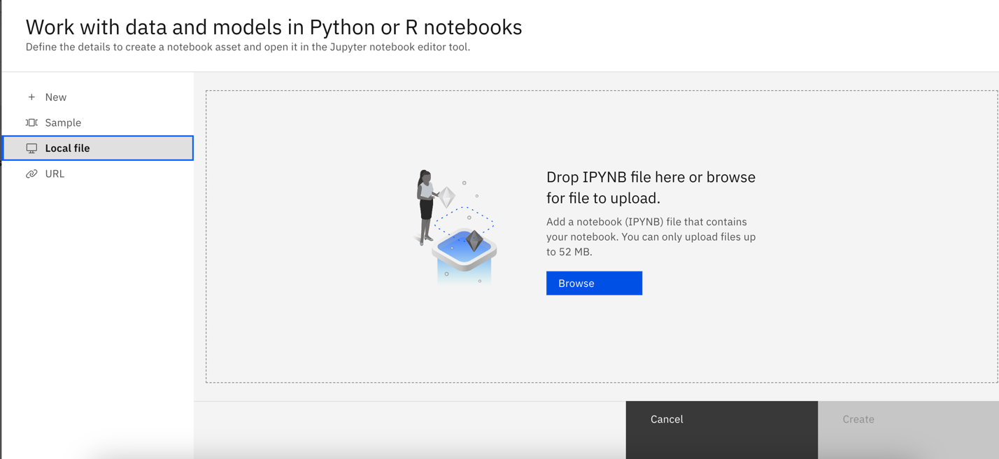 Work with data and models in Python or R notebooks
Define the details to create a notebook asset and open it in the Jupyter notebook editor tool.
New
Sample
Local file
URL
Drop IPYNB file here or browse
for file to upload.
Add a notebook (IPYNB) file that contains
your notebook. You can only upload files up
to 52 MB.
Browse
Cancel
Create